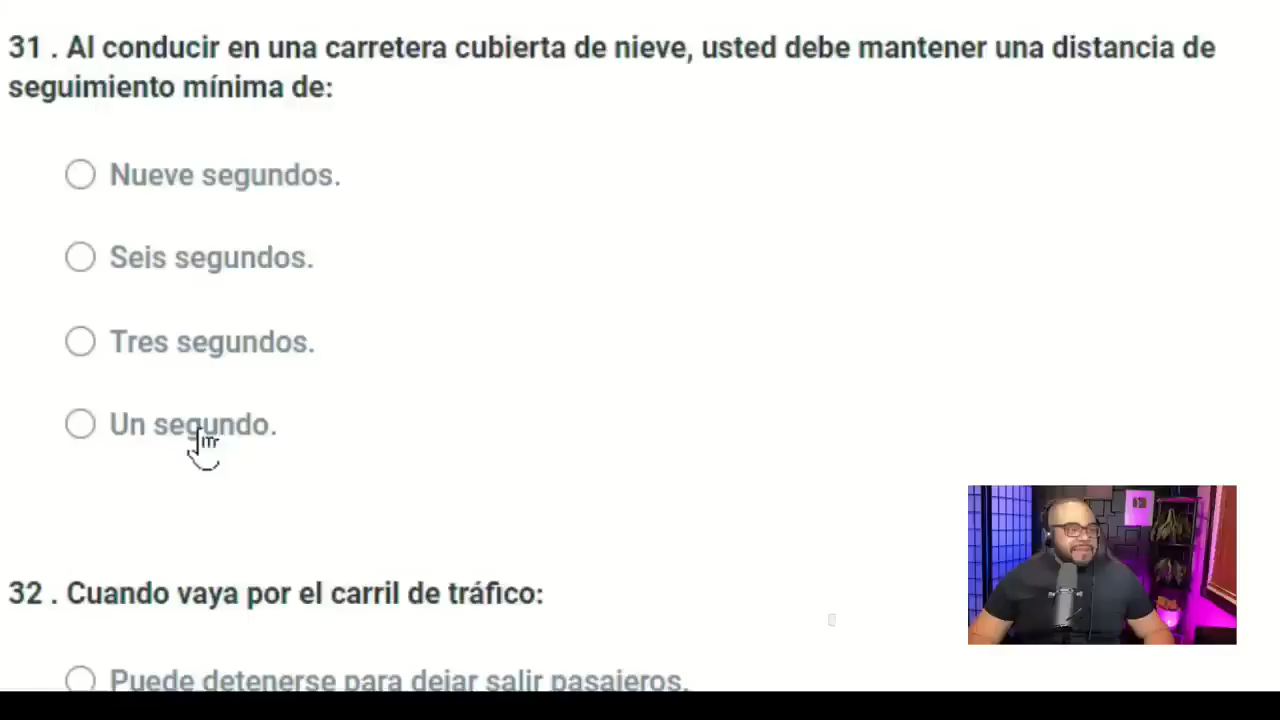 31 . Al conducir en una carretera cubierta de nieve, usted debe mantener una distancia de
seguimiento mínima de:
Nueve segundos.
Seis segundos.
Tres segundos.
Un segundo.
32 . Cuando vaya por el carril de tráfico:
Puede detenerse para dejar salir pasajeros.